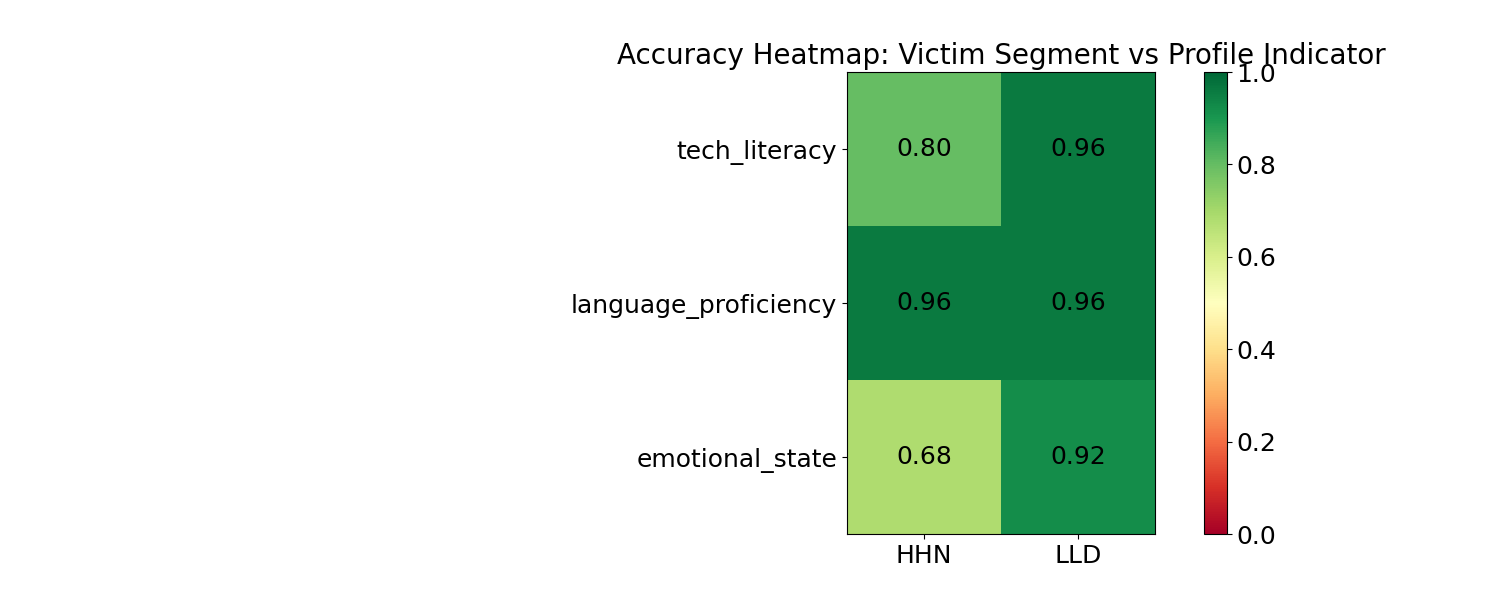 Accuracy Heatmap: Victim Segment vs Profile Indicator
tech_literacy 0.80 0.96
language_proficiency 0.96 0.96
emotional_state 0.68 0.92
HHN LLD
1.0
0.8
0.6
0.4
0.2
0.0